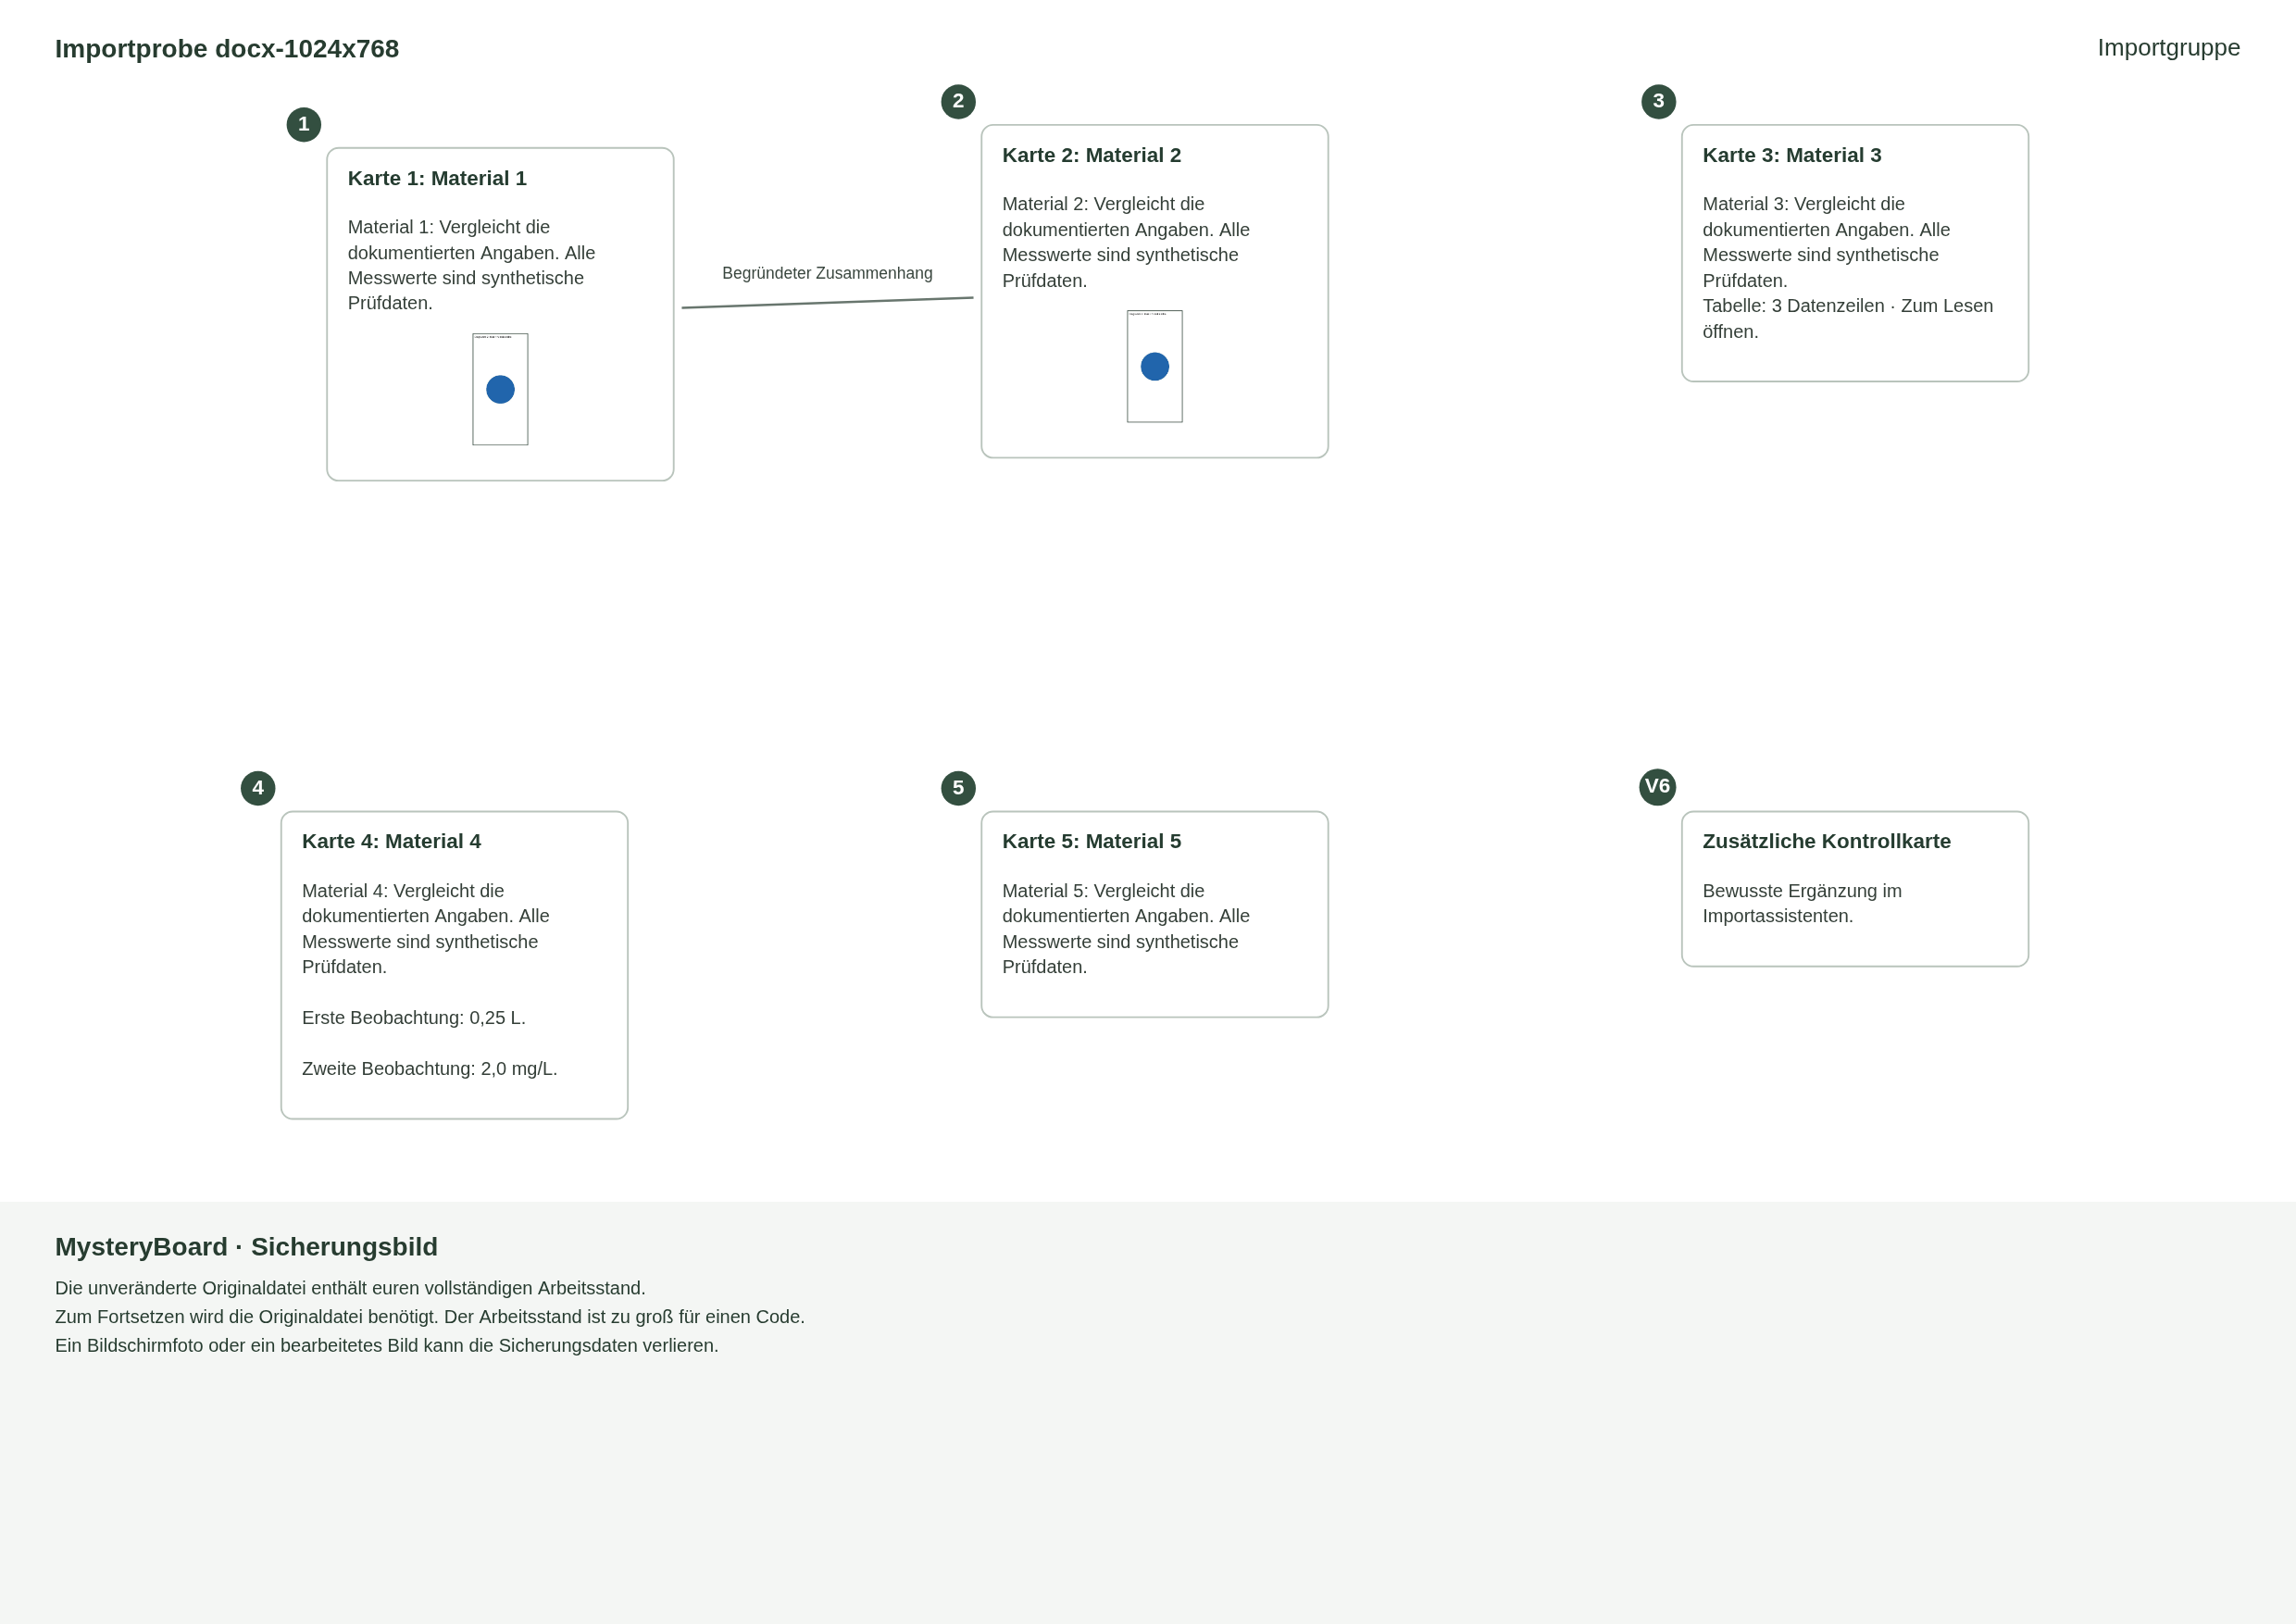 Importprobe docx-1024x768
Importgruppe
1
Karte 1: Material 1
Material 1: Vergleicht die
dokumentierten Angaben. Alle
Messwerte sind synthetische
Prüfdaten.
Begründeter Zusammenhang
2
Karte 2: Material 2
Material 2: Vergleicht die
dokumentierten Angaben. Alle
Messwerte sind synthetische
Prüfdaten.
3
Karte 3: Material 3
Material 3: Vergleicht die
dokumentierten Angaben. Alle
Messwerte sind synthetische
Prüfdaten.
Tabelle: 3 Datenzeilen · Zum Lesen
öffnen.
4
Karte 4: Material 4
Material 4: Vergleicht die
dokumentierten Angaben. Alle
Messwerte sind synthetische
Prüfdaten.
Erste Beobachtung: 0,25 L.
Zweite Beobachtung: 2,0 mg/L.
5
Karte 5: Material 5
Material 5: Vergleicht die
dokumentierten Angaben. Alle
Messwerte sind synthetische
Prüfdaten.
V6
Zusätzliche Kontrollkarte
Bewusste Ergänzung im
Importassistenten.
MysteryBoard · Sicherungsbild
Die unveränderte Originaldatei enthält euren vollständigen Arbeitsstand.
Zum Fortsetzen wird die Originaldatei benötigt. Der Arbeitsstand ist zu groß für einen Code.
Ein Bildschirmfoto oder ein bearbeitetes Bild kann die Sicherungsdaten verlieren.